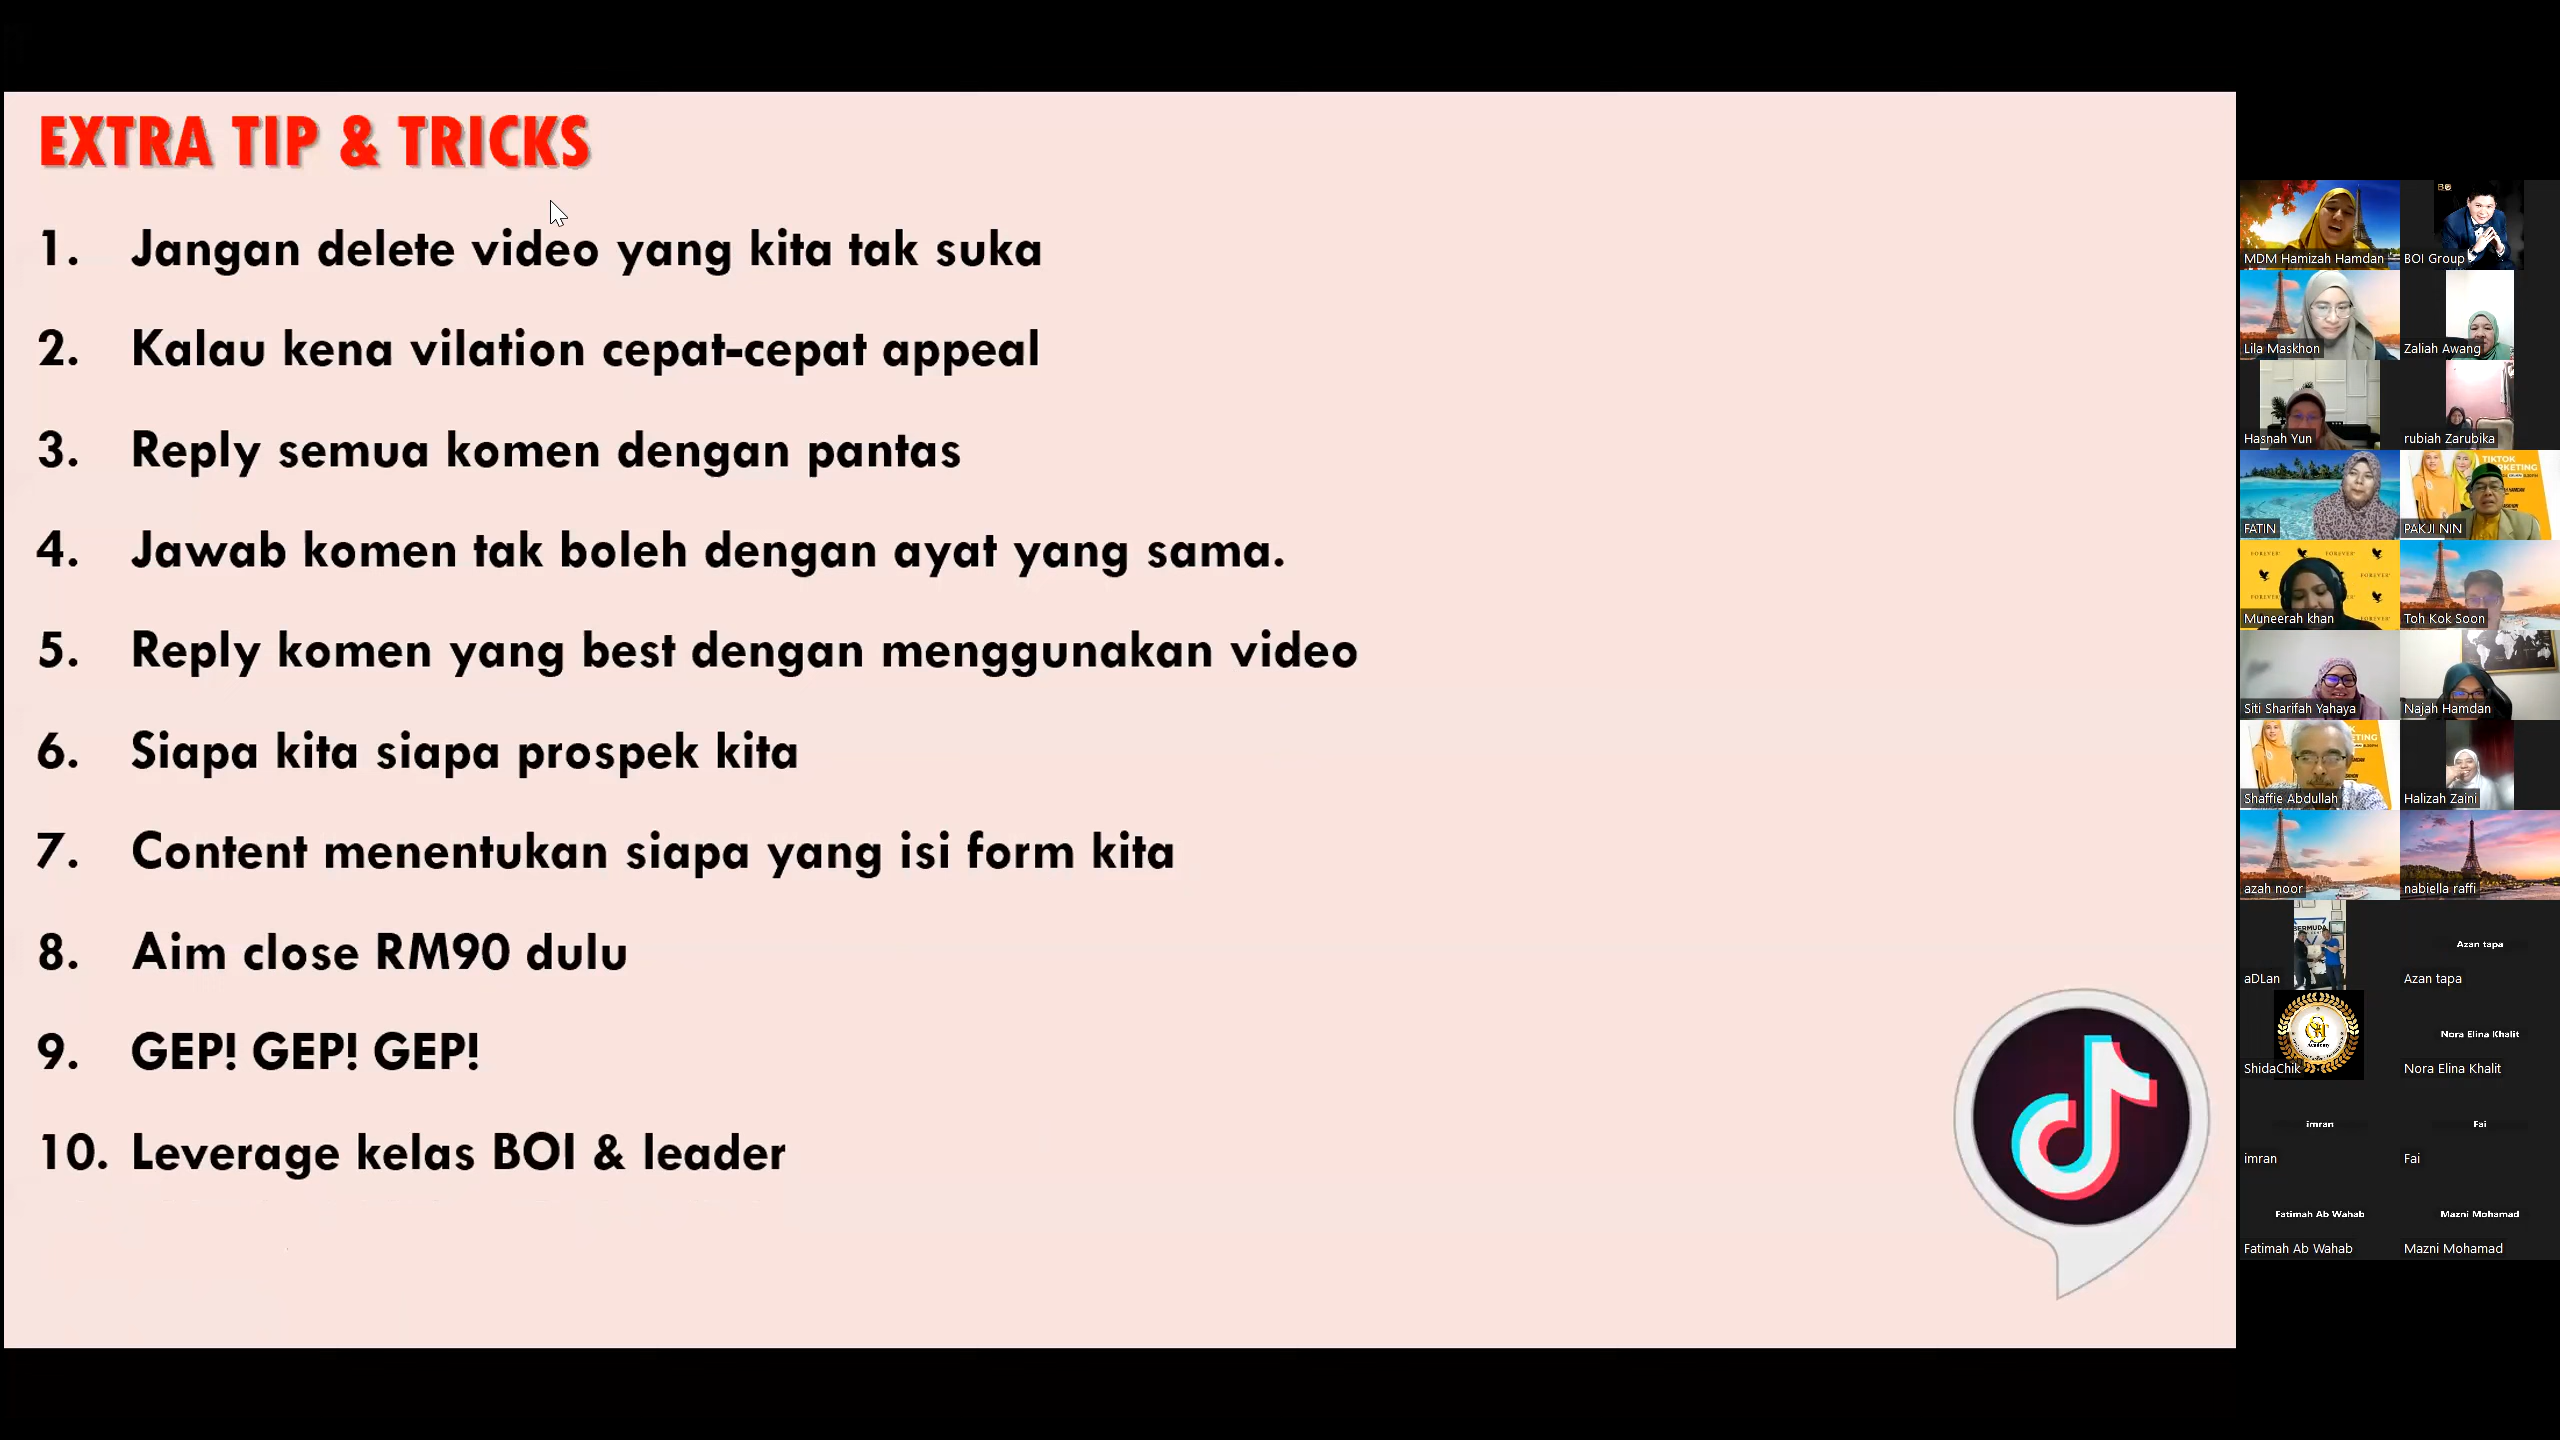 EXTRA TIP & TRICKS
1. Jangan delete video yang kita tak suka
2. Kalau kena vilation cepat-cepat appeal
3. Reply semua komen dengan pantas
4. Jawab komen tak boleh dengan ayat yang sama.
5. Reply komen yang best dengan menggunakan video
6. Siapa kita siapa prospek kita
7. Content menentukan siapa yang isi form kita
8. Aim close RM90 dulu
9. GEP! GEP! GEP!
10. Leverage kelas BOI & leader
MDM Hamizah Hamdan
BOI Group
Lila Maskhon
Zaliah Awang
Hasnah Yun
rubiah Zarubika
FATIN
TIKTOK
PAKJI NIN
FOREVER
FOREVER
FOREVER
Muneerah khan
Toh Kok Soon
Siti Sharifah Yahaya
Najah Hamdan
Shaffie Abdullah
Halizah Zaini
azah noor
nabiella raffi
BERMUDA
aDLan
Azan tapa
Azan tapa
Academy
ShidaChik
Nora Elina Khalit
Nora Elina Khalit
imran
imran
Fai
Fai
Fatimah Ab Wahab
Fatimah Ab Wahab
Mazni Mohamad
Mazni Mohamad